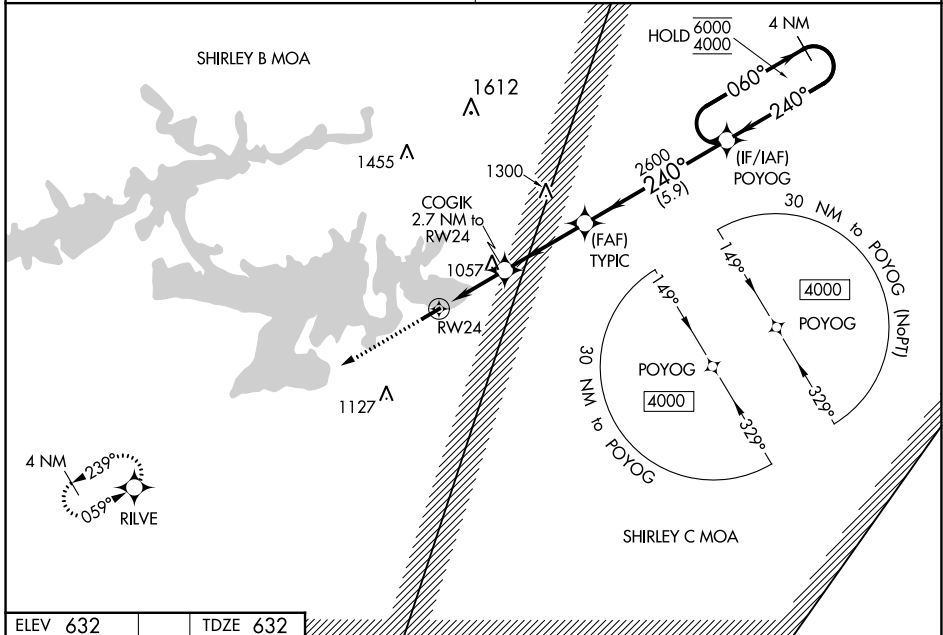 SHIRLEY B MOA
HOLD 6000
4000
4 NM
060°
240°
1612
1455
1300
2600
240°
(5.9)
(IF/IAF)
POYOG
COGIK
2.7 NM to
RW24
(FAF)
TYPIC
1057
RW24
30 NM to POYOG (NoPT)
149°
4000
POYOG
329°
149°
POYOG
4000
329°
30 NM to POYOG
1127
4 NM
239°
059°
RILVE
SHIRLEY C MOA
ELEV 632
TDZE 632